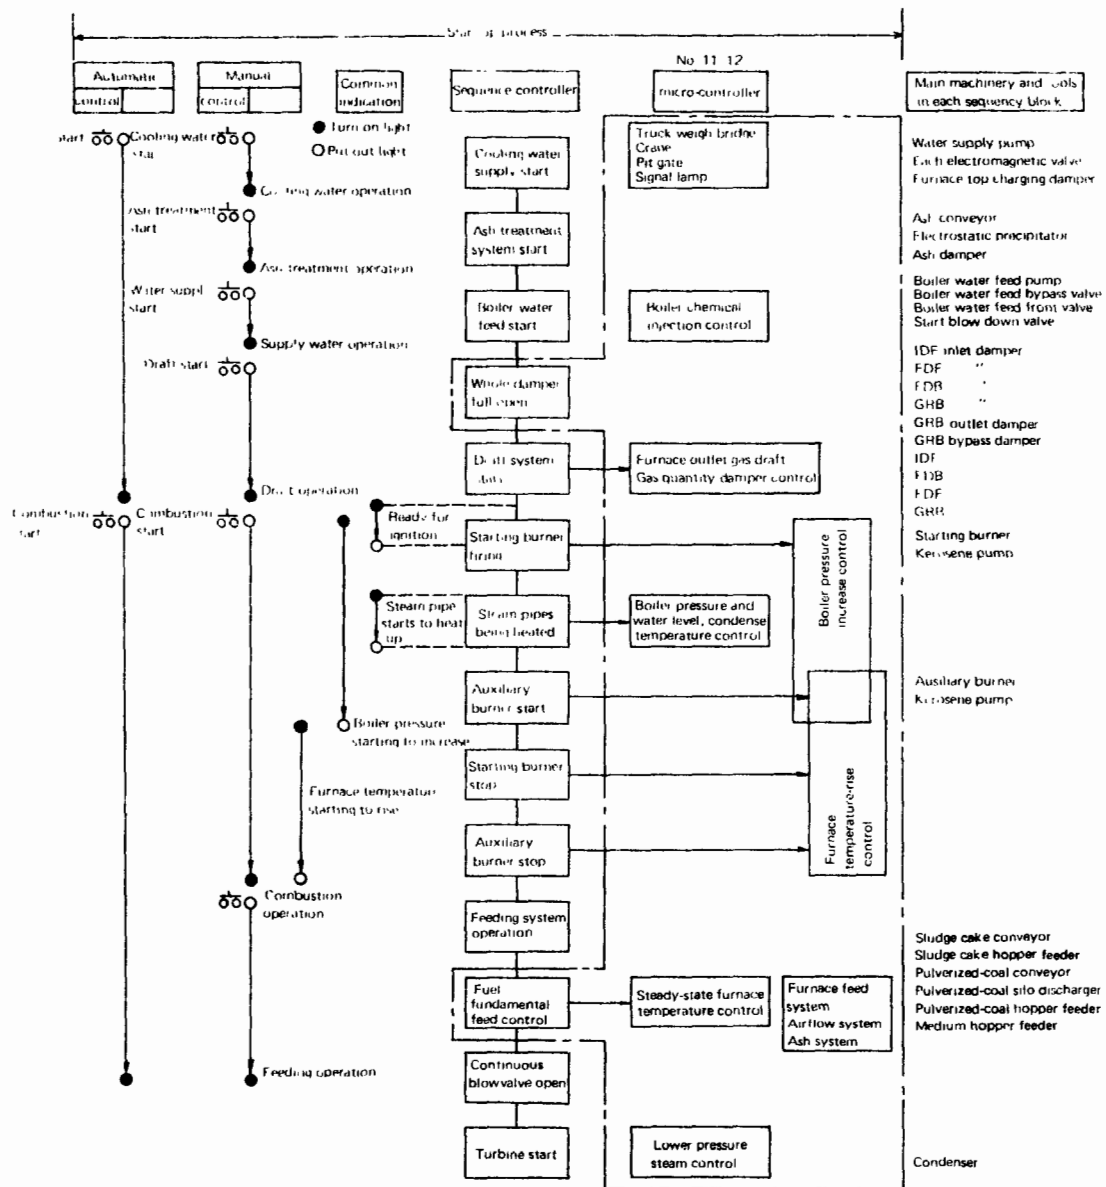 Start up process
No. 11 12
Automatic
control
Manual
control
Common
indication
Sequence controller
micro-controller
Main machinery and tools
in each sequency block
Turn on light
Put out light
start
Cooling water
Cooling water
supply start
Truck weigh bridge
Crane
Pit gate
Signal lamp
Water supply pump
Each electromagnetic valve
Furnace top charging damper
Cooling water operation
Ash treatment
start
Ash treatment
system start
Ash conveyor
Electrostatic precipitator
Ash damper
Ash treatment operation
Water suppl
start
Boiler water
feed start
Boiler chemical
injection control
Boiler water feed pump
Boiler water feed bypass valve
Boiler water feed front valve
Start blow down valve
Supply water operation
Draft start
Whole damper
full open
IDF inlet damper
FDF "
FDB "
GRB "
GRB outlet damper
GRB bypass damper
IDF
FDB
FDF
GRB
Draft system
Furnace outlet gas draft
Gas quantity damper control
Draft operation
Combustion
Combustion
start
Ready for
ignition
Starting burner
firing
Boiler pressure
increase control
Starting burner
Kerosene pump
Steam pipe
starts to heat
up
Steam pipes
being heated
Boiler pressure and
water level, condense
temperature control
Auxiliary
burner start
Ausiliary burner
Kerosene pump
Boiler pressure
starting to increase
Starting burner
stop
Furnace temperature
starting to rise
Furnace
temperature-rise
control
Auxiliary
burner stop
Combustion
operation
Feeding system
operation
Sludge cake conveyor
Sludge cake hopper feeder
Pulverized-coal conveyor
Pulverized-coal silo discharger
Pulverized-coal hopper feeder
Medium hopper feeder
Fuel
fundamental
feed control
Steady-state furnace
temperature control
Furnace feed
system
Airflow system
Ash system
Continuous
blowvalve open
Feeding operation
Turbine start
Lower pressure
steam control
Condenser